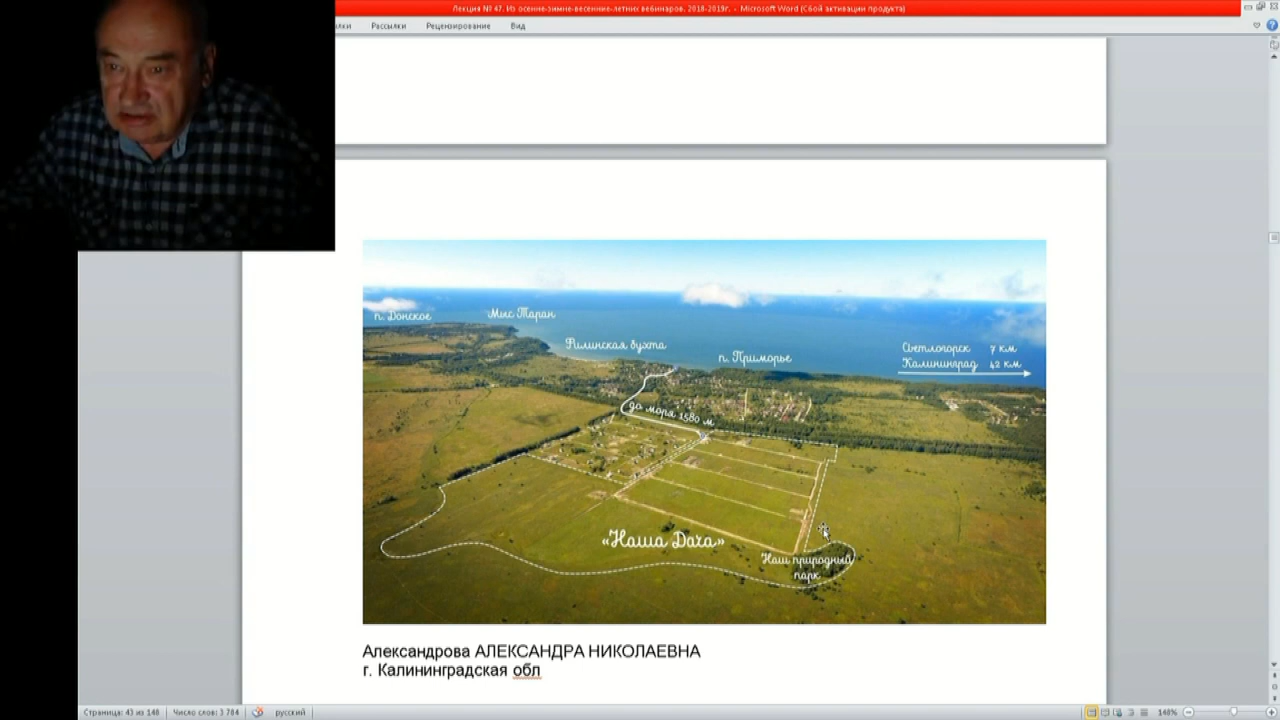 Лекция № 47. Из осенне-зимне-весенние-летних вебинаров. 2018-2019г. - Microsoft Word (Сбой активации продукта)
Рассылки Рецензирование Вид
п. Донское
Мыс Таран
Филинская бухта
п. Приморье
Светлогорск 7 км
Калининград 42 км
до моря 1580 м
«Наша Дача»
Наш природный
парк
Александрова АЛЕКСАНДРА НИКОЛАЕВНА
г. Калининградская обл
Страница: 43 из 148 Число слов: 3 784 русский 148%